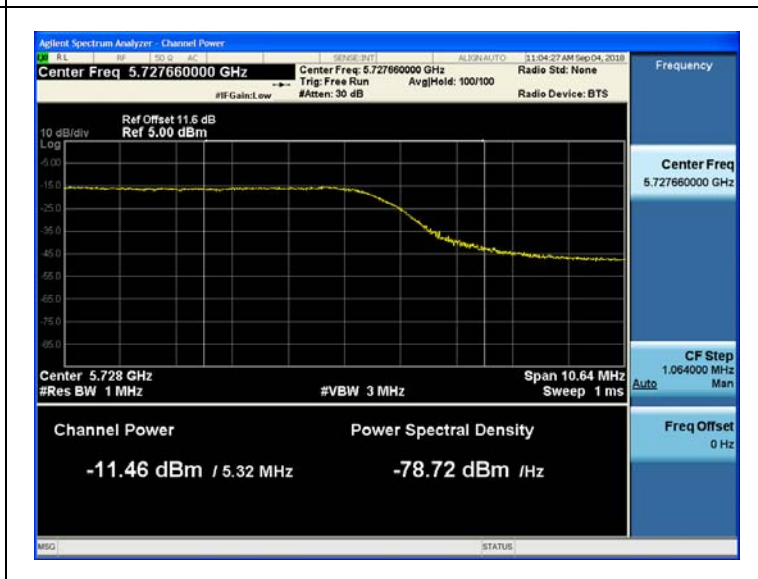 Agilent Spectrum Analyzer - Channel Power
RL RF 50 Ω AC SENSE:INT ALIGN AUTO 11:04:27 AM Sep 04, 2018
Center Freq 5.727660000 GHz
Center Freq: 5.727660000 GHz
Radio Std: None
Trig: Free Run Avg|Hold: 100/100
#IFGain:Low
#Atten: 30 dB
Radio Device: BTS
Frequency
Ref Offset 11.6 dB
10 dB/div Ref 5.00 dBm
Log
-5.00
-15.0
-25.0
-35.0
-45.0
-55.0
-65.0
-75.0
-85.0
Center Freq
5.727660000 GHz
Center 5.728 GHz Span 10.64 MHz
#Res BW 1 MHz #VBW 3 MHz Sweep 1 ms
CF Step
1.064000 MHz
Auto Man
Channel Power
Power Spectral Density
-11.46 dBm / 5.32 MHz
-78.72 dBm /Hz
Freq Offset
0 Hz
MSG STATUS